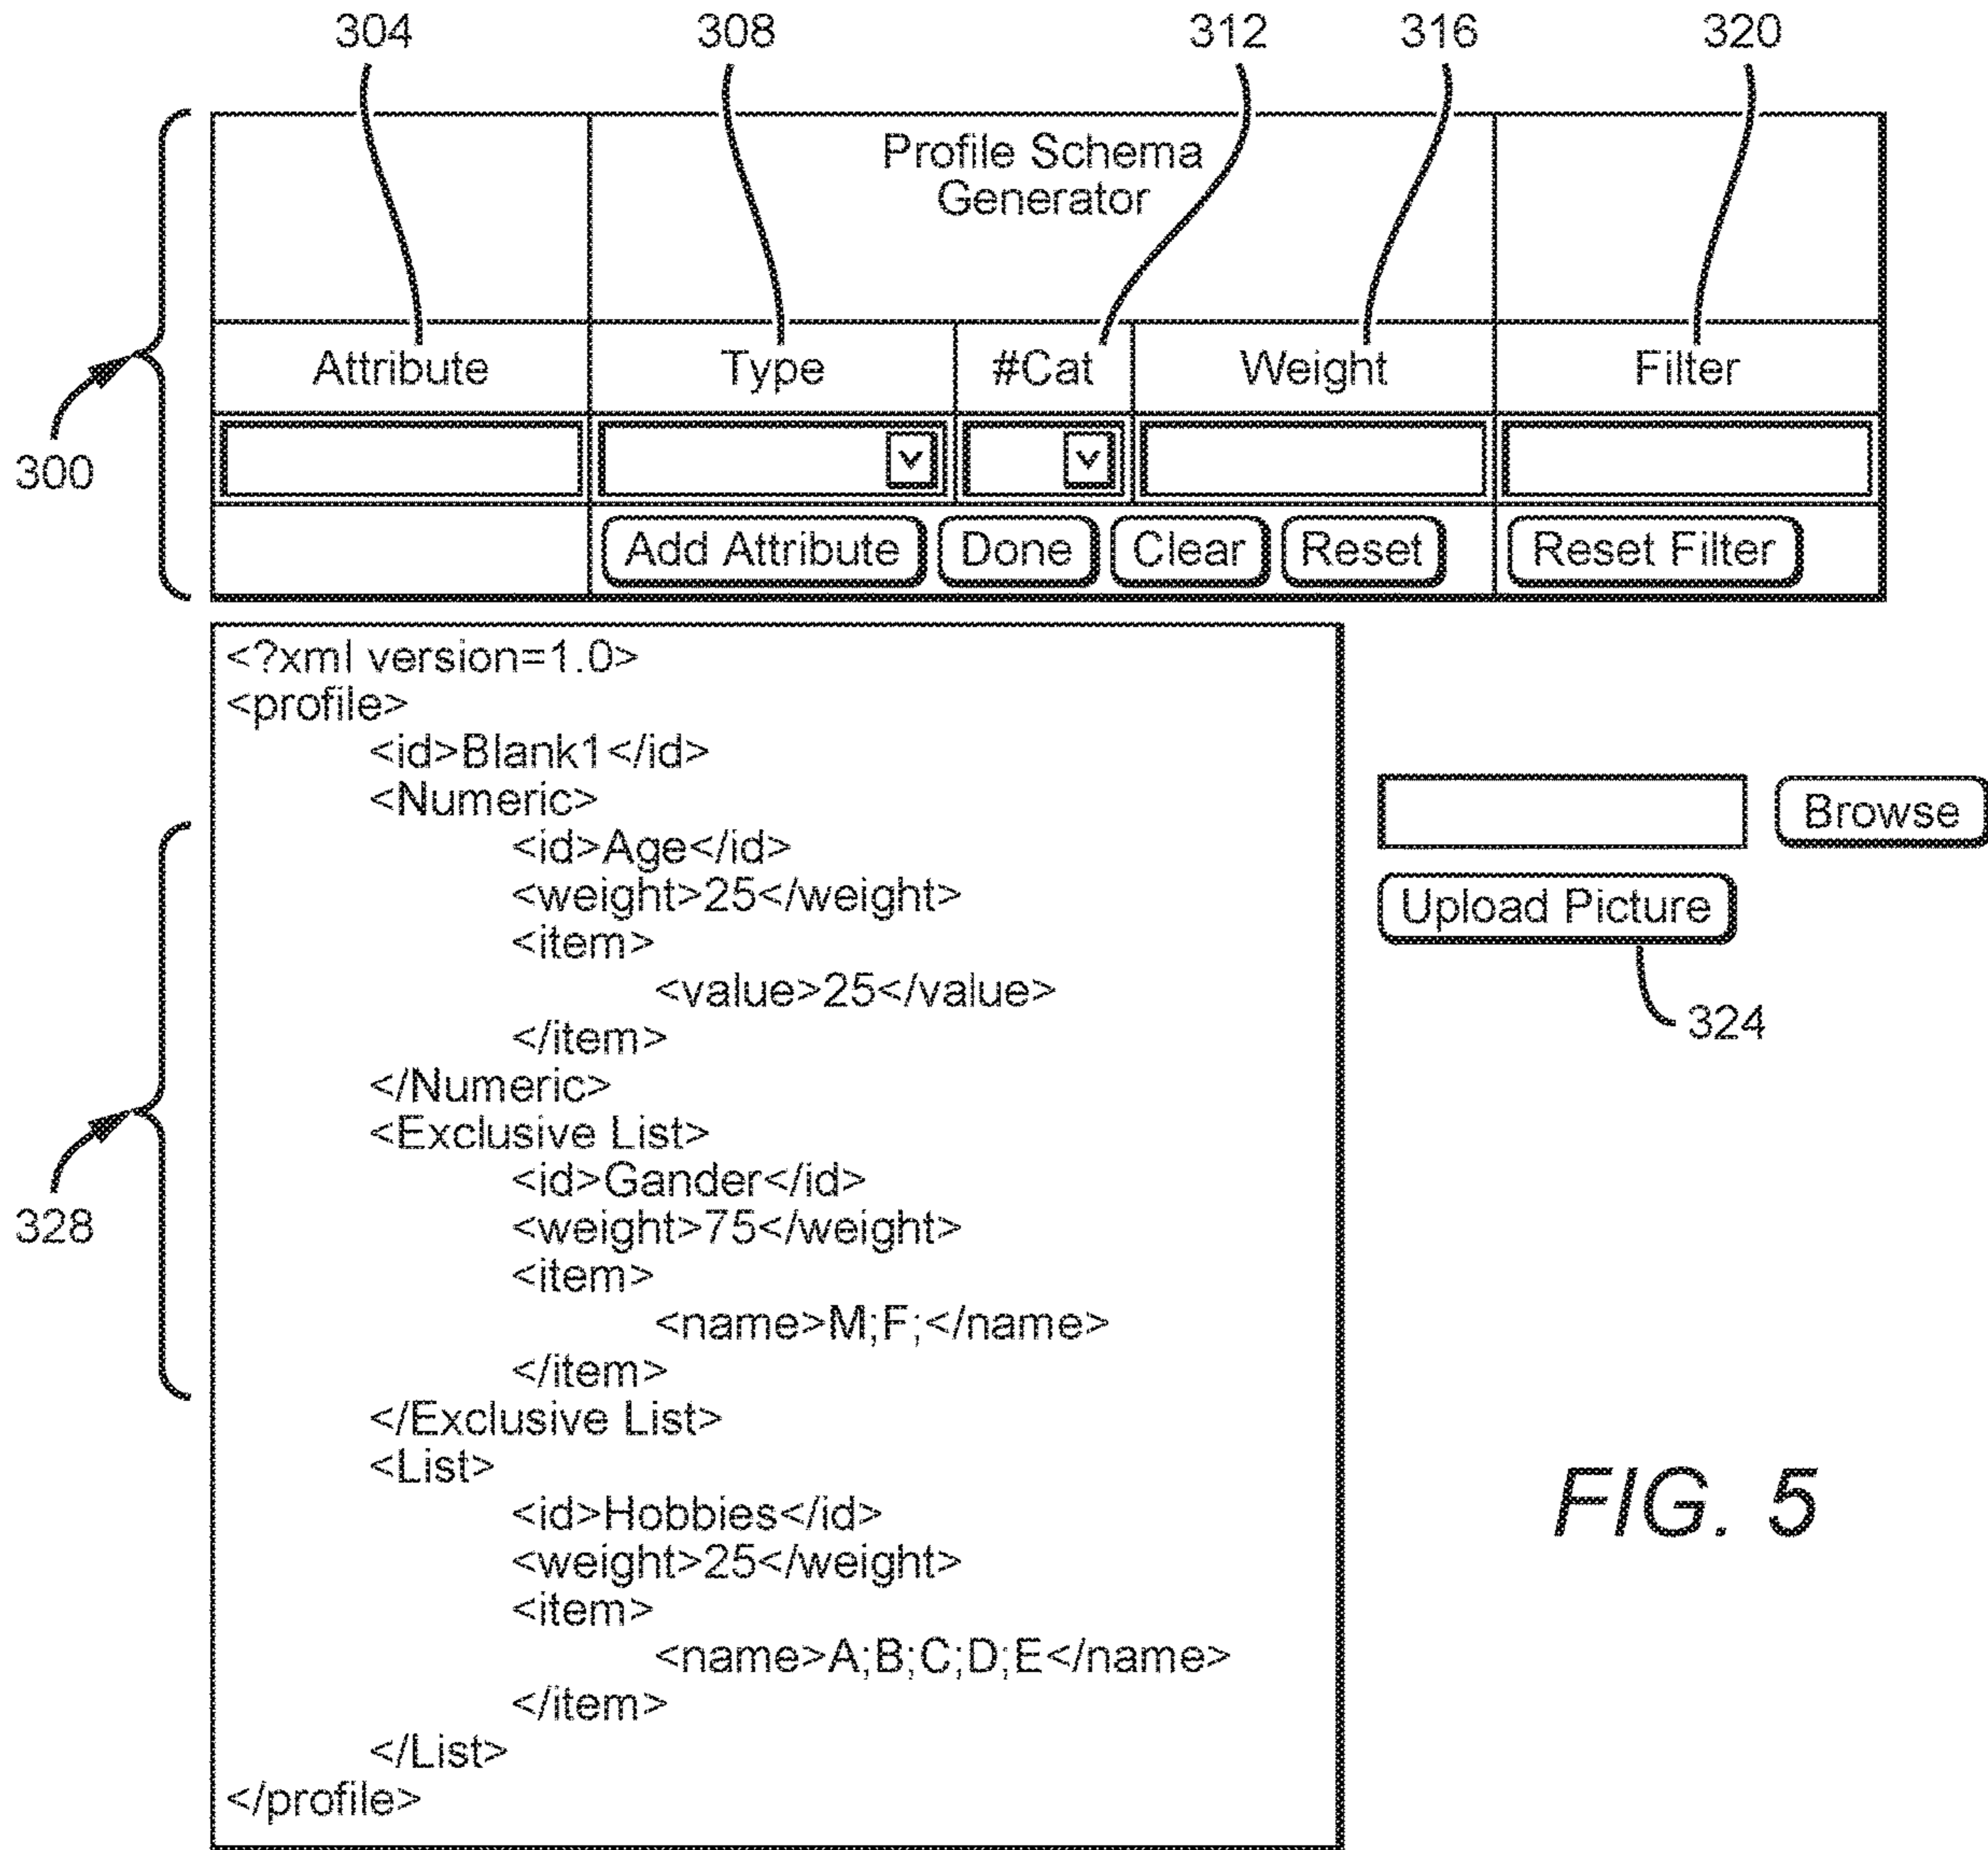 304 308 312 316 320
Profile Schema
Generator
Attribute Type #Cat Weight Filter
300
Add Attribute Done Clear Reset Reset Filter
<?xml version=1.0>
<profile>
<id>Blank1</id>
<Numeric>
<id>Age</id>
<weight>25</weight>
<item>
<value>25</value>
</item>
</Numeric>
<Exclusive List>
<id>Gander</id>
<weight>75</weight>
<item>
<name>M;F;</name>
</item>
</Exclusive List>
<List>
<id>Hobbies</id>
<weight>25</weight>
<item>
<name>A;B;C;D;E</name>
</item>
</List>
</profile>
328
Browse
Upload Picture
324
FIG. 5